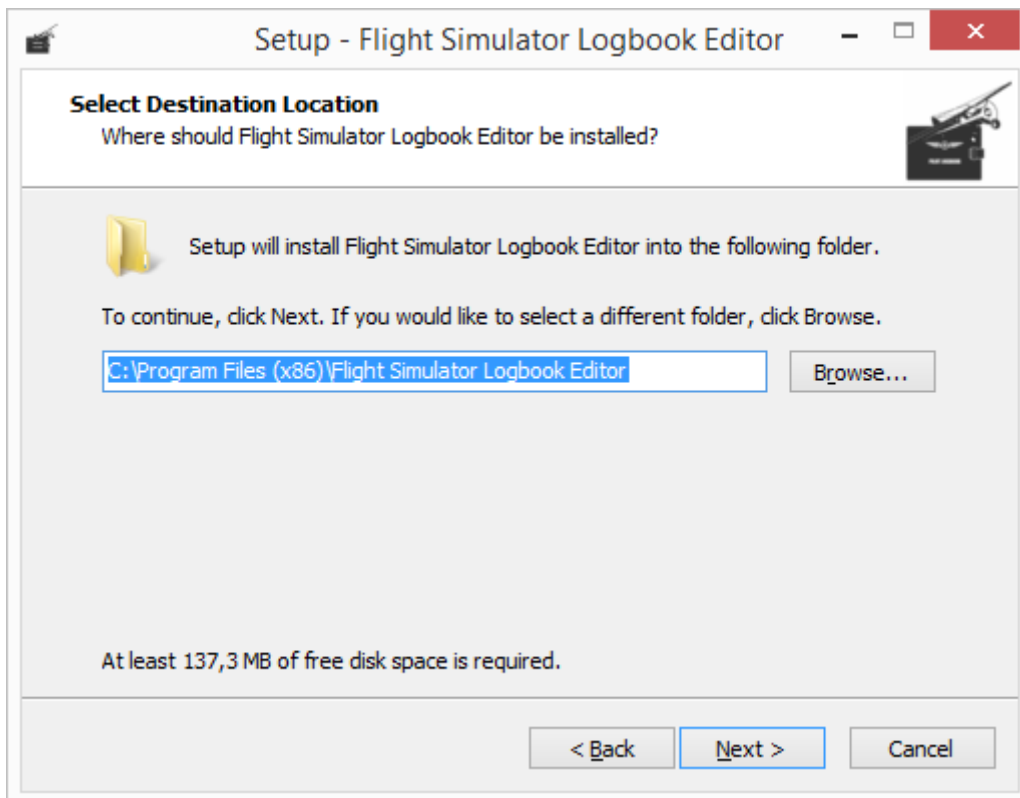 Setup - Flight Simulator Logbook Editor
Select Destination Location
Where should Flight Simulator Logbook Editor be installed?
Setup will install Flight Simulator Logbook Editor into the following folder.
To continue, click Next. If you would like to select a different folder, click Browse.
C:\Program Files (x86)\Flight Simulator Logbook Editor
Browse...
At least 137,3 MB of free disk space is required.
< Back
Next >
Cancel